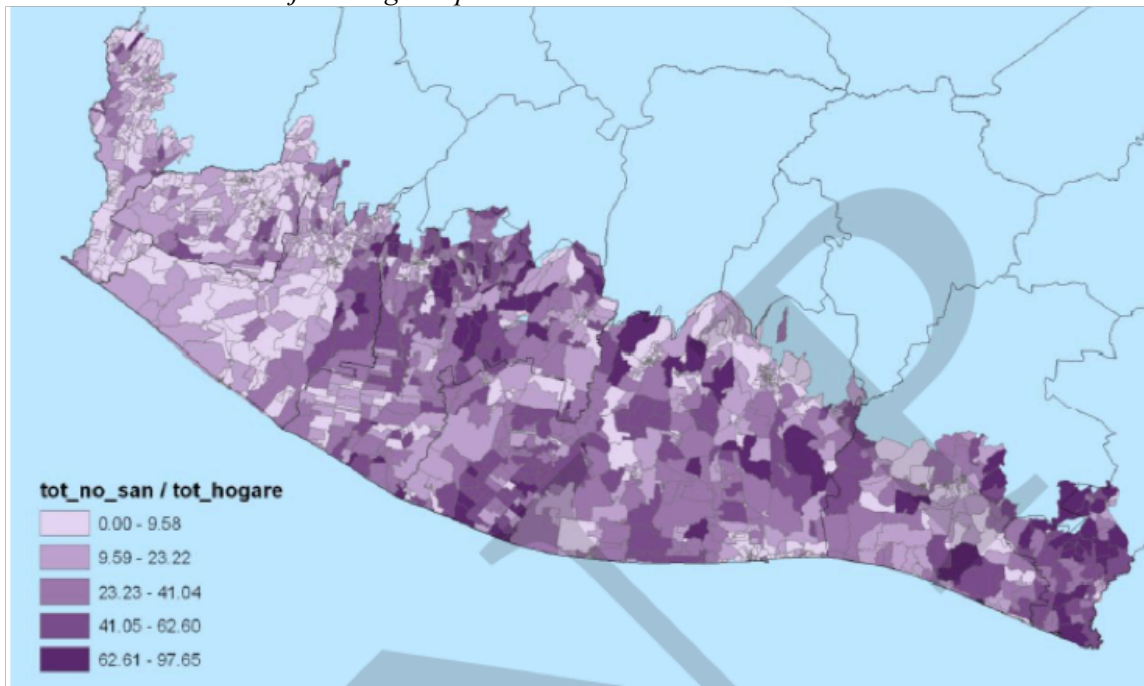 tot_no_san / tot_hogare
0.00 - 9.58
9.59 - 23.22
23.23 - 41.04
41.05 - 62.60
62.61 - 97.65